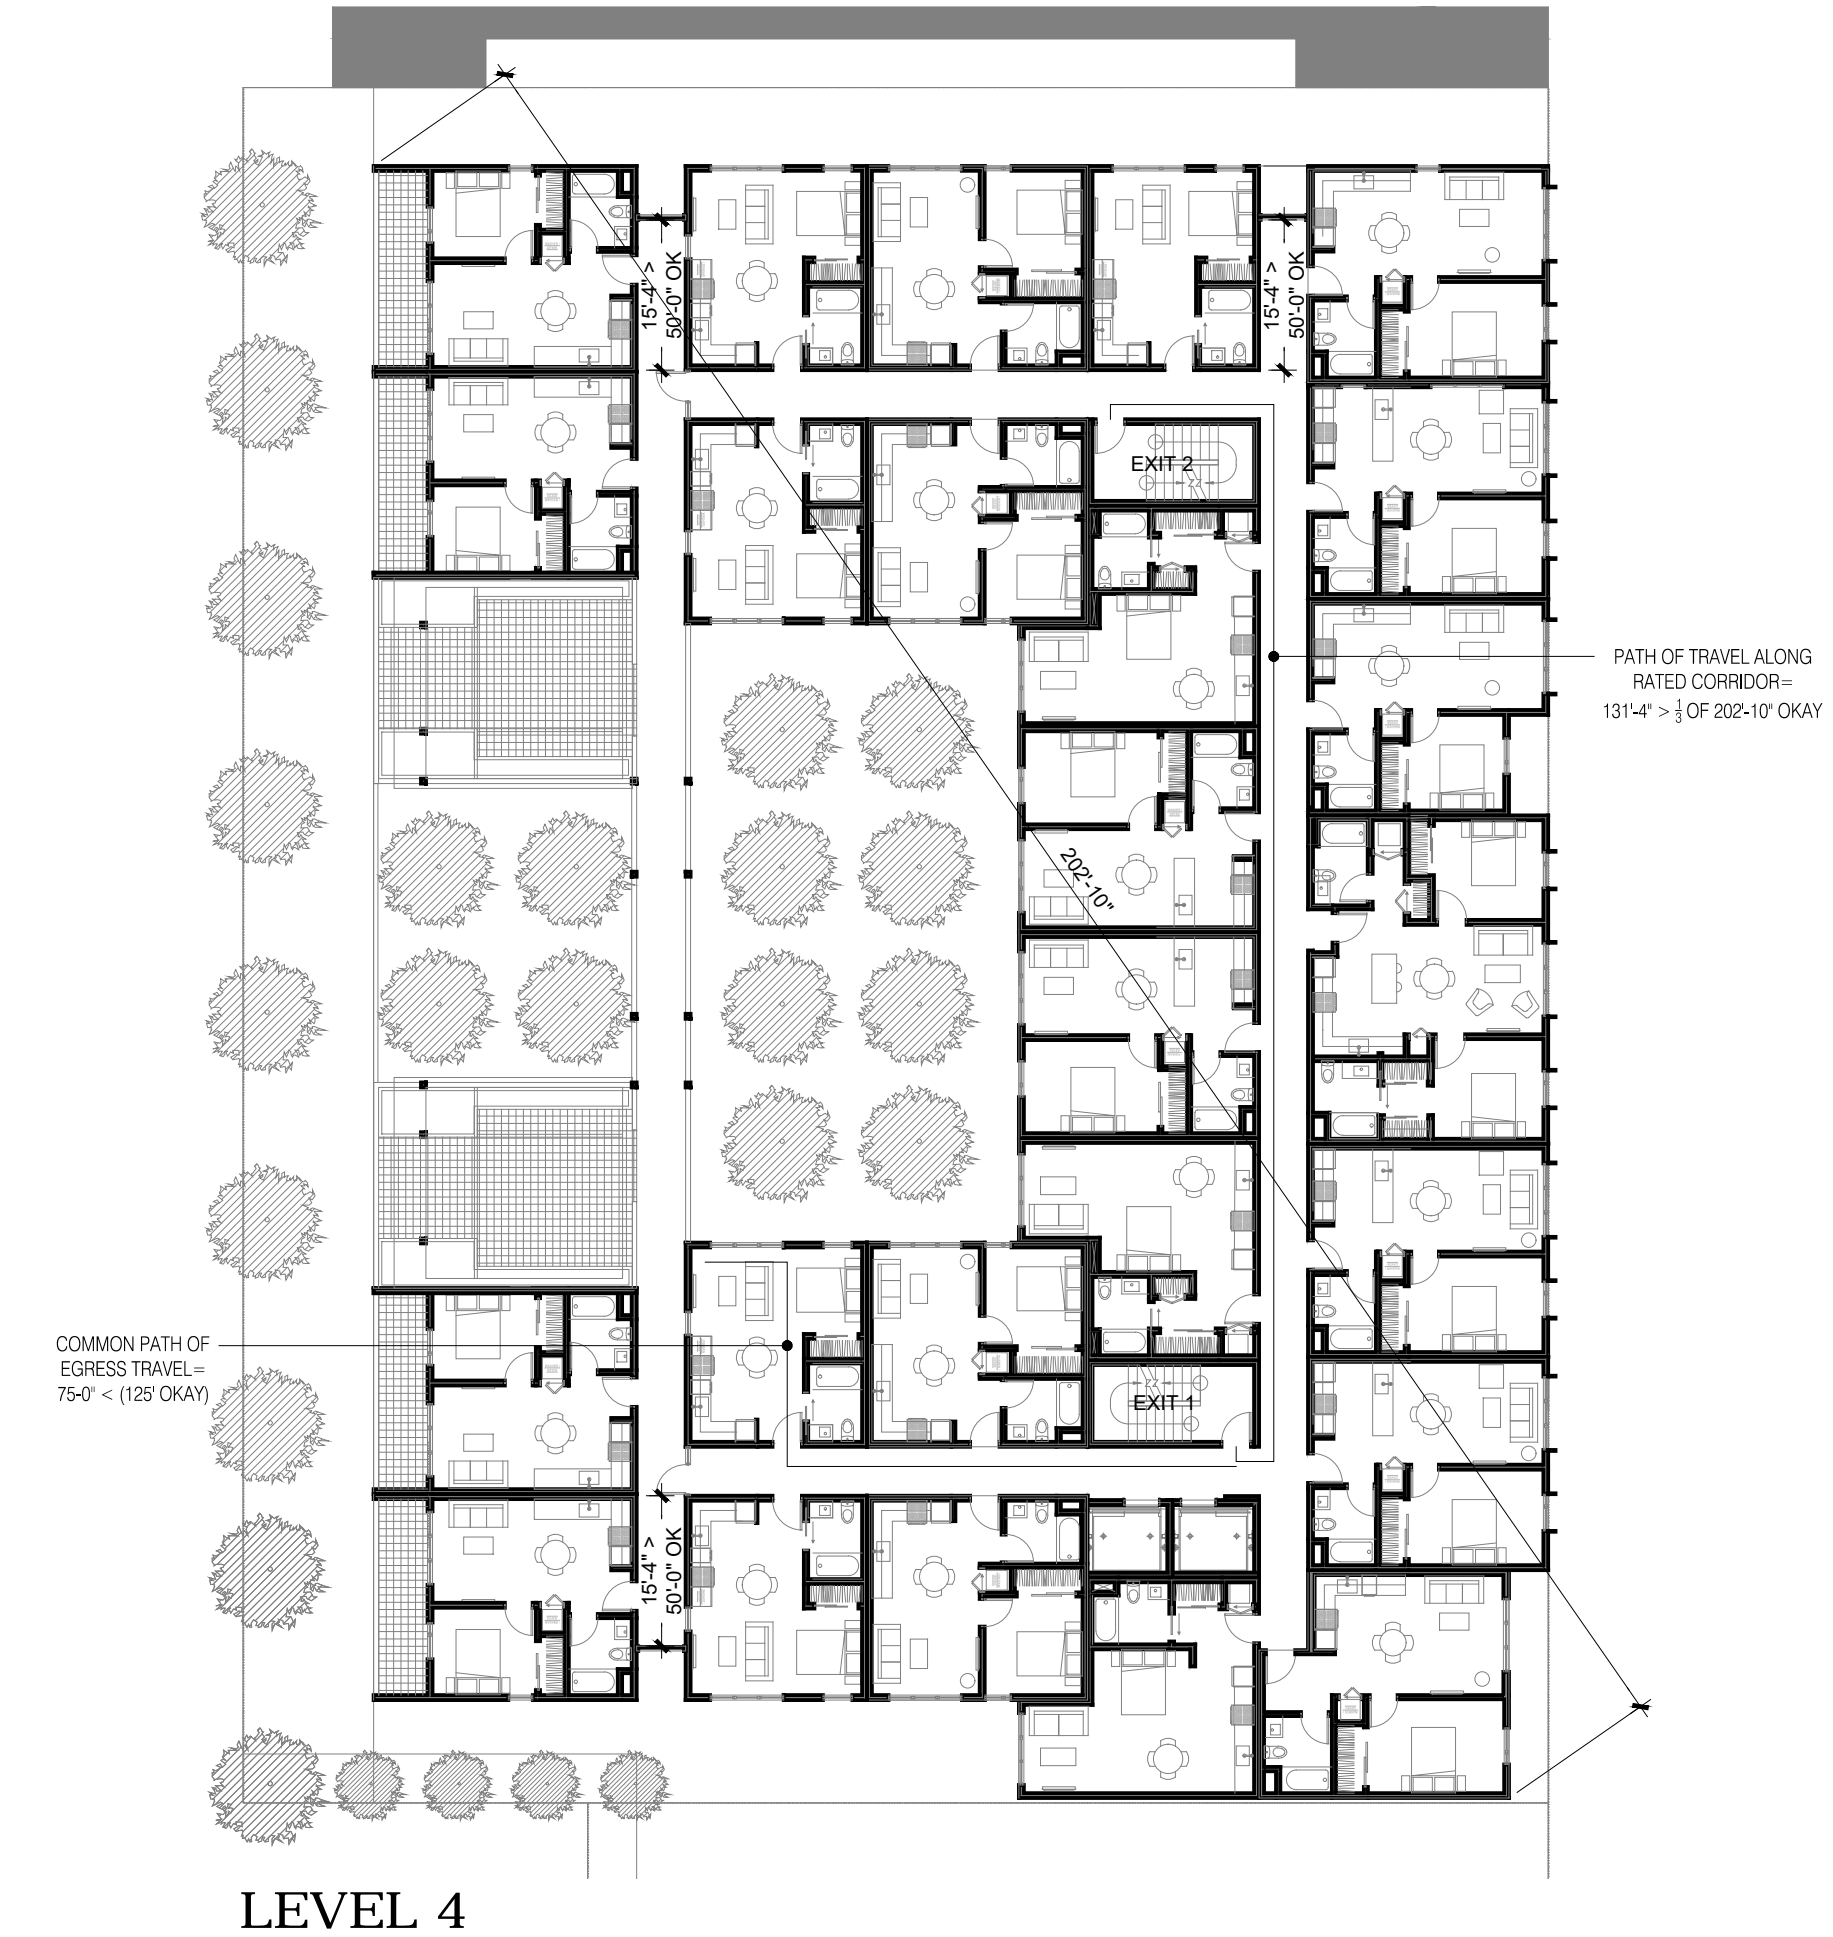 15'-4" >
50'-0" OK
15'-4" >
50'-0" OK
EXIT 2
PATH OF TRAVEL ALONG
RATED CORRIDOR=
131'-4" > 1/3 OF 202'-10" OKAY
202'-10"
COMMON PATH OF
EGRESS TRAVEL=
75-0" < (125' OKAY)
EXIT 1
15'-4" >
50'-0" OK
LEVEL 4